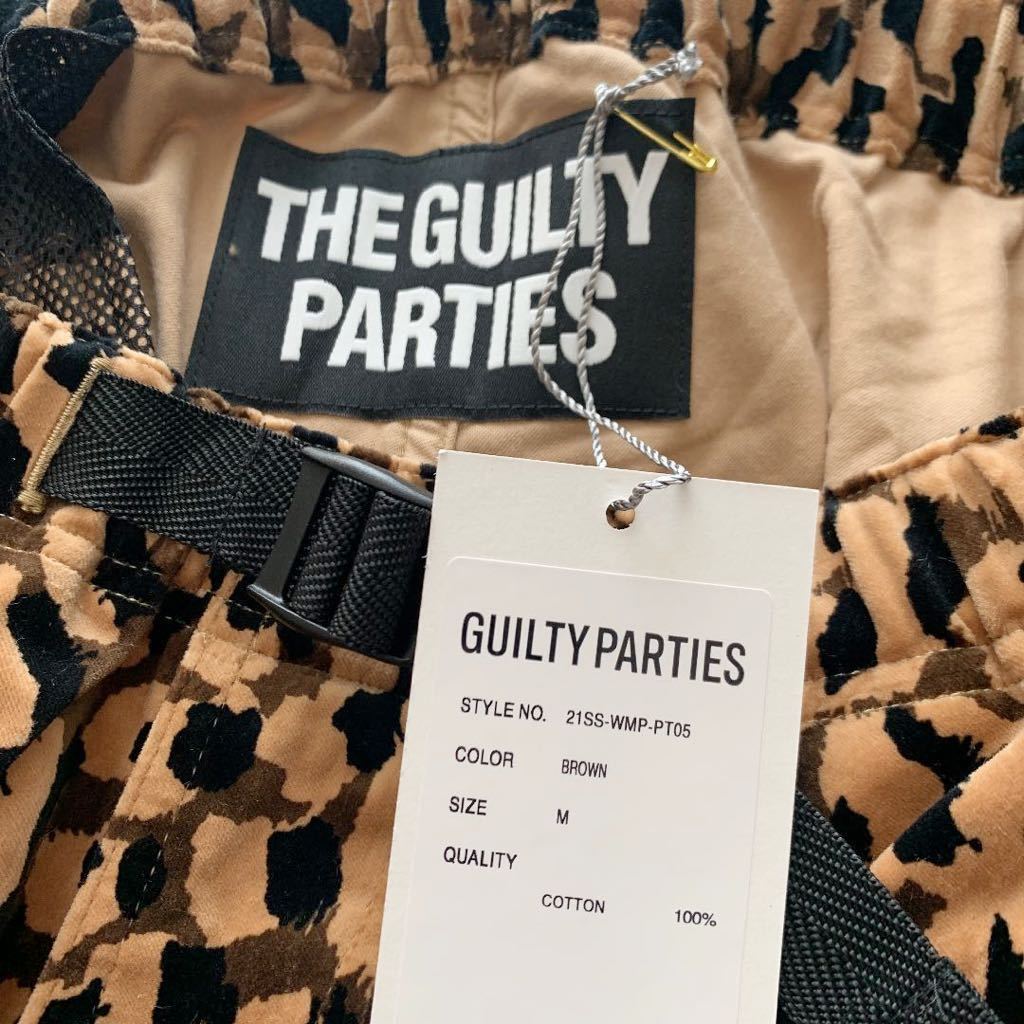 THE GUILTY
PARTIES
GUILTY PARTIES
STYLE NO. 21SS-WMP-PT05
COLOR BROWN
SIZE M
QUALITY
COTTON 100%